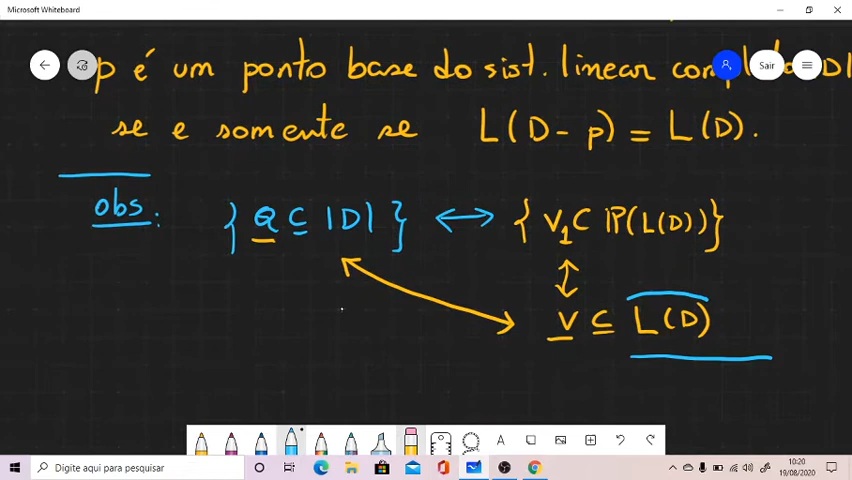 Microsoft Whiteboard
p é um ponto base do sist. linear completo |D|
Sair
se e somente se L(D-p) = L(D).
obs: { Q ⊆ |D| } ↔ { V₁ ⊂ ℙ(L(D)) }
V ⊆ L(D)
Digite aqui para pesquisar
10:20
19/08/2020